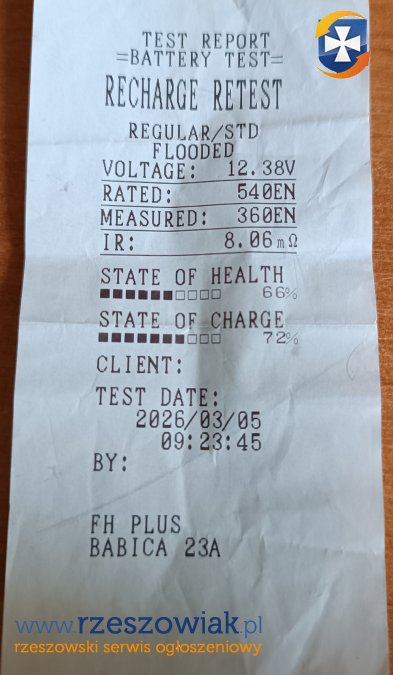 TEST REPORT
=BATTERY TEST=
RECHARGE RETEST
REGULAR/STD
FLOODED
VOLTAGE: 12.38V
RATED: 540EN
MEASURED: 360EN
IR: 8.06mΩ
STATE OF HEALTH
66%
STATE OF CHARGE
72%
CLIENT:
TEST DATE:
2026/03/05
09:23:45
BY:
FH PLUS
BABICA 23A
www.rzeszowiak.pl
rzeszowski serwis ogłoszeniowy